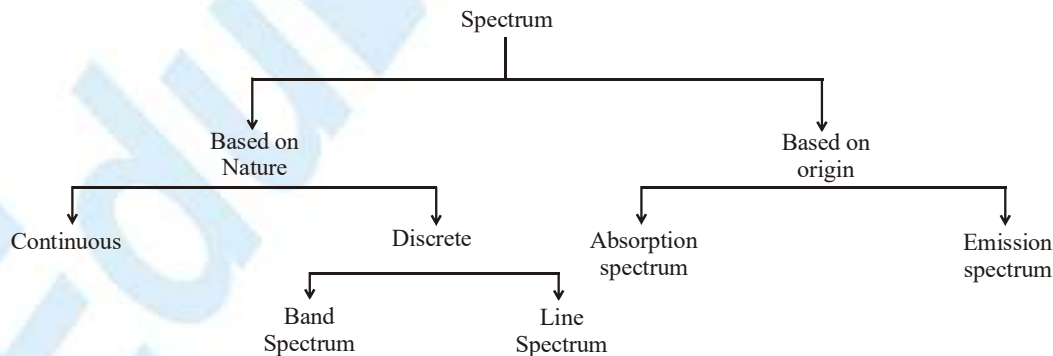 Spectrum
Based on
Nature
Based on
origin
Continuous
Discrete
Absorption
spectrum
Emission
spectrum
Band
Spectrum
Line
Spectrum